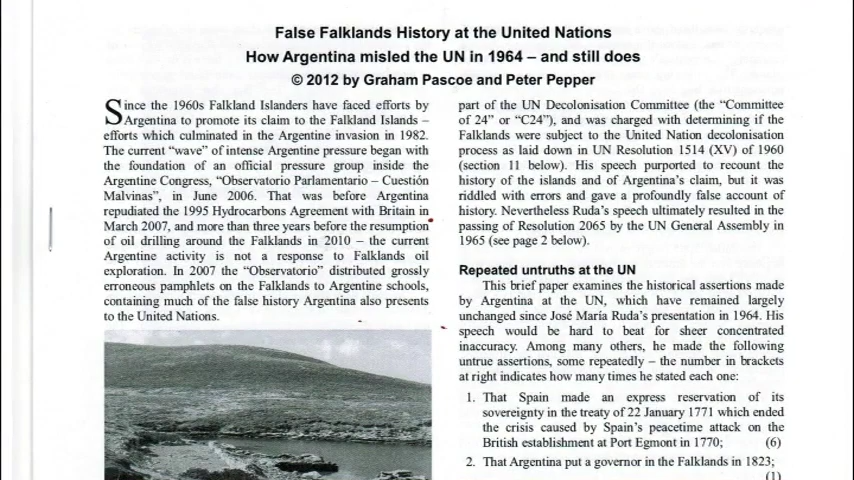 False Falklands History at the United Nations
How Argentina misled the UN in 1964 – and still does
© 2012 by Graham Pascoe and Peter Pepper
Since the 1960s Falkland Islanders have faced efforts by
Argentina to promote its claim to the Falkland Islands –
efforts which culminated in the Argentine invasion in 1982.
The current “wave” of intense Argentine pressure began with
the foundation of an official pressure group inside the
Argentine Congress, “Observatorio Parlamentario – Cuestión
Malvinas”, in June 2006. That was before Argentina
repudiated the 1995 Hydrocarbons Agreement with Britain in
March 2007, and more than three years before the resumption
of oil drilling around the Falklands in 2010 – the current
Argentine activity is not a response to Falklands oil
exploration. In 2007 the “Observatorio” distributed grossly
erroneous pamphlets on the Falklands to Argentine schools,
containing much of the false history Argentina also presents
to the United Nations.
part of the UN Decolonisation Committee (the “Committee
of 24” or “C24”), and was charged with determining if the
Falklands were subject to the United Nation decolonisation
process as laid down in UN Resolution 1514 (XV) of 1960
(section 11 below). His speech purported to recount the
history of the islands and of Argentina’s claim, but it was
riddled with errors and gave a profoundly false account of
history. Nevertheless Ruda’s speech ultimately resulted in the
passing of Resolution 2065 by the UN General Assembly in
1965 (see page 2 below).
Repeated untruths at the UN
This brief paper examines the historical assertions made
by Argentina at the UN, which have remained largely
unchanged since José María Ruda’s presentation in 1964. His
speech would be hard to beat for sheer concentrated
inaccuracy. Among many others, he made the following
untrue assertions, some repeatedly – the number in brackets
at right indicates how many times he stated each one:
1. That Spain made an express reservation of its
sovereignty in the treaty of 22 January 1771 which ended
the crisis caused by Spain’s peacetime attack on the
British establishment at Port Egmont in 1770; (6)
2. That Argentina put a governor in the Falklands in 1823;
(1)